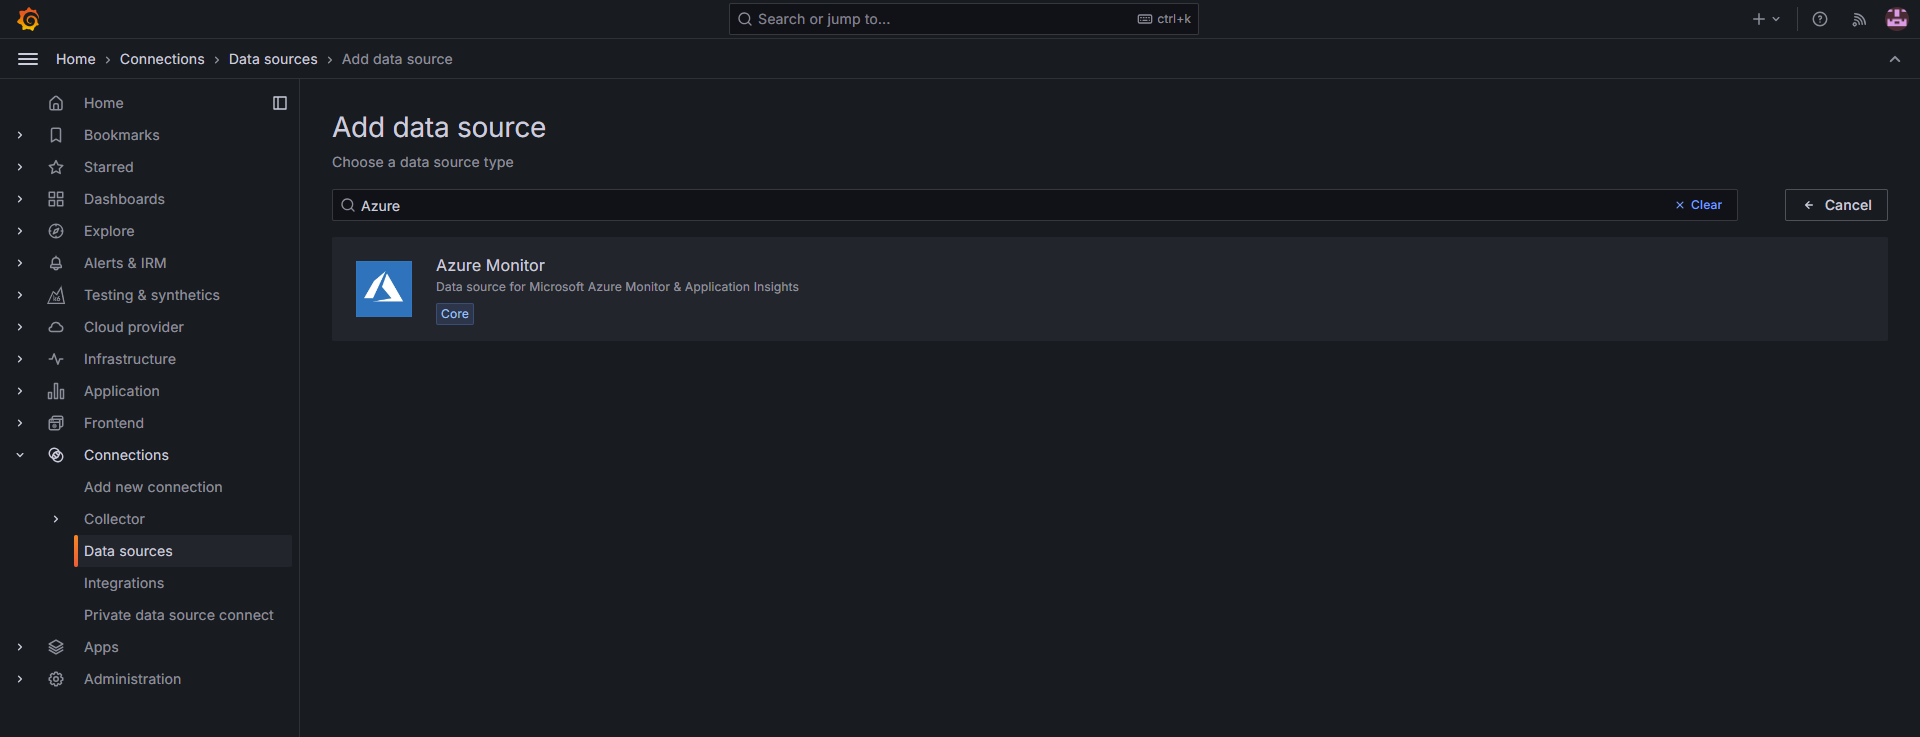 Search or jump to...
ctrl+k
Home > Connections > Data sources > Add data source
Home
Bookmarks
Starred
Dashboards
Explore
Alerts & IRM
Testing & synthetics
Cloud provider
Infrastructure
Application
Frontend
Connections
Add new connection
Collector
Data sources
Integrations
Private data source connect
Apps
Administration
Add data source
Choose a data source type
Azure
Clear
Cancel
Azure Monitor
Data source for Microsoft Azure Monitor & Application Insights
Core